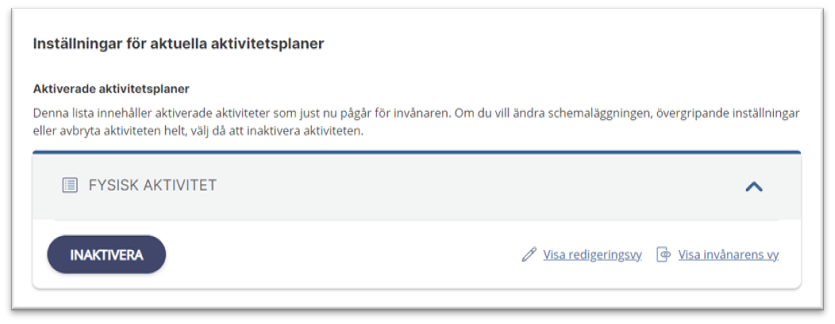 Inställningar för aktuella aktivitetsplaner
Aktiverade aktivitetsplaner
Denna lista innehåller aktiverade aktiviteter som just nu pågår för invånaren. Om du vill ändra schemaläggningen, övergripande inställningar
eller avbryta aktiviteten helt, välj då att inaktivera aktiviteten.
FYSISK AKTIVITET
INAKTIVERA Visa redigeringsvy Visa invånarens vy